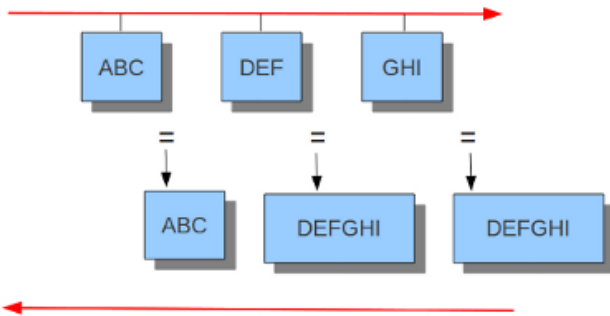 ABC DEF GHI
= = =
ABC DEFGHI DEFGHI